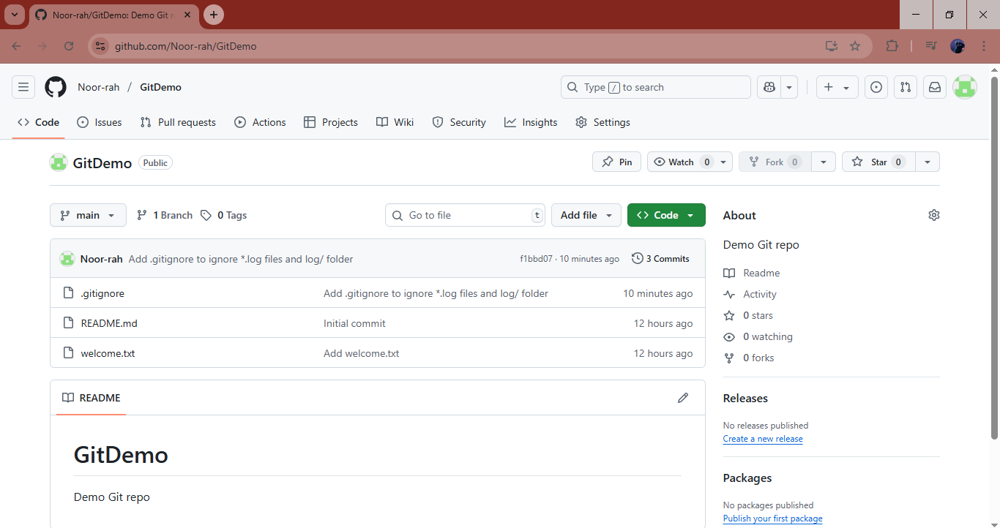 Noor-rah/GitDemo: Demo Git r
github.com/Noor-rah/GitDemo
Noor-rah / GitDemo
Type / to search
Code Issues Pull requests Actions Projects Wiki Security Insights Settings
GitDemo Public
Pin Watch 0 Fork 0 Star 0
main 1 Branch 0 Tags
Go to file t
Add file
Code
Noor-rah Add .gitignore to ignore *.log files and log/ folder f1bbd07 · 10 minutes ago 3 Commits
.gitignore Add .gitignore to ignore *.log files and log/ folder 10 minutes ago
README.md Initial commit 12 hours ago
welcome.txt Add welcome.txt 12 hours ago
README
GitDemo
Demo Git repo
About
Demo Git repo
Readme
Activity
0 stars
0 watching
0 forks
Releases
No releases published
Create a new release
Packages
No packages published
Publish your first package